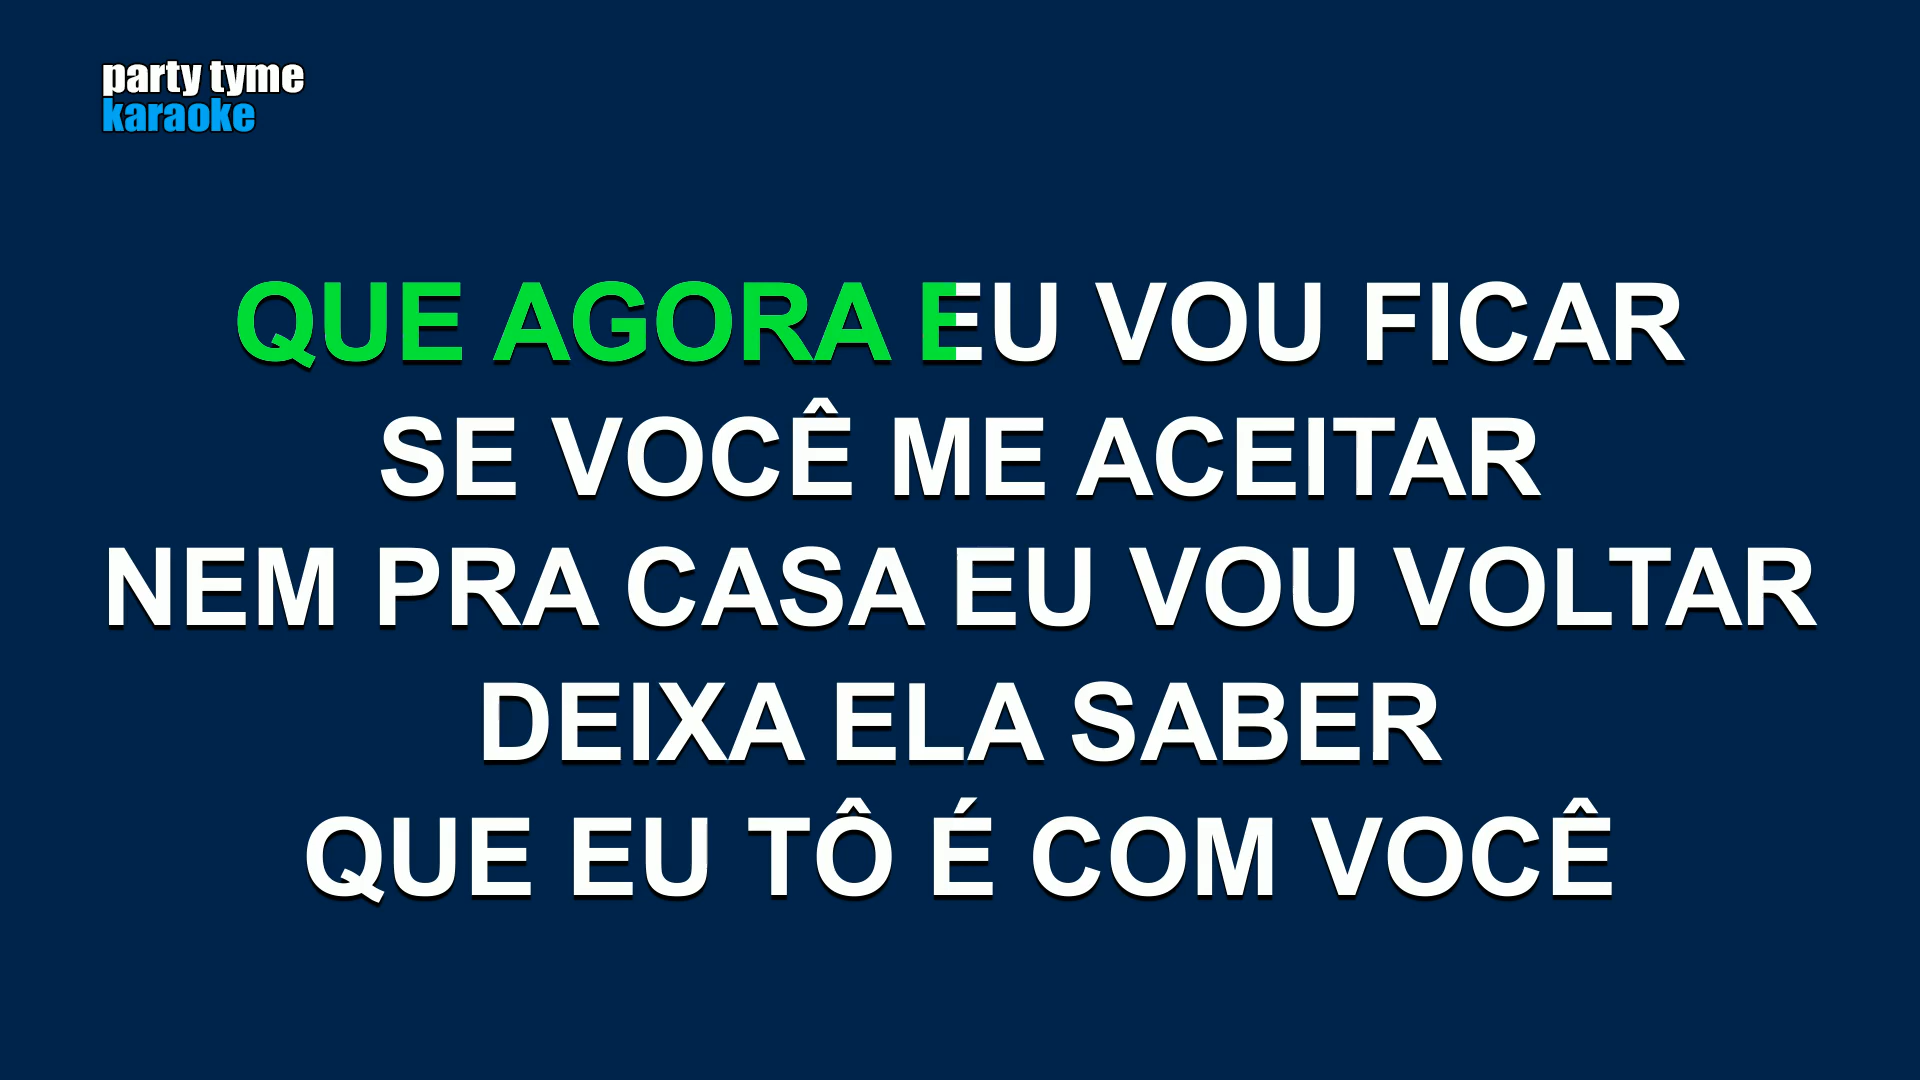 party tyme
karaoke
QUE AGORA EU VOU FICAR
SE VOCÊ ME ACEITAR
NEM PRA CASA EU VOU VOLTAR
DEIXA ELA SABER
QUE EU TÔ É COM VOCÊ